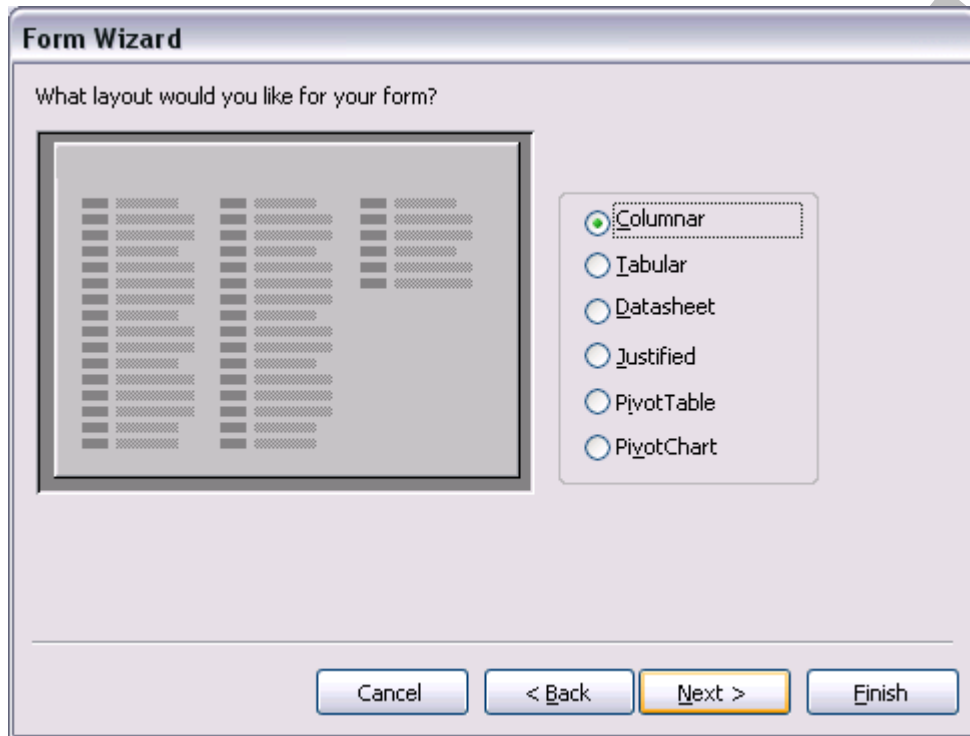 Form Wizard
What layout would you like for your form?
Columnar
Tabular
Datasheet
Justified
PivotTable
PivotChart
Cancel
< Back
Next >
Finish